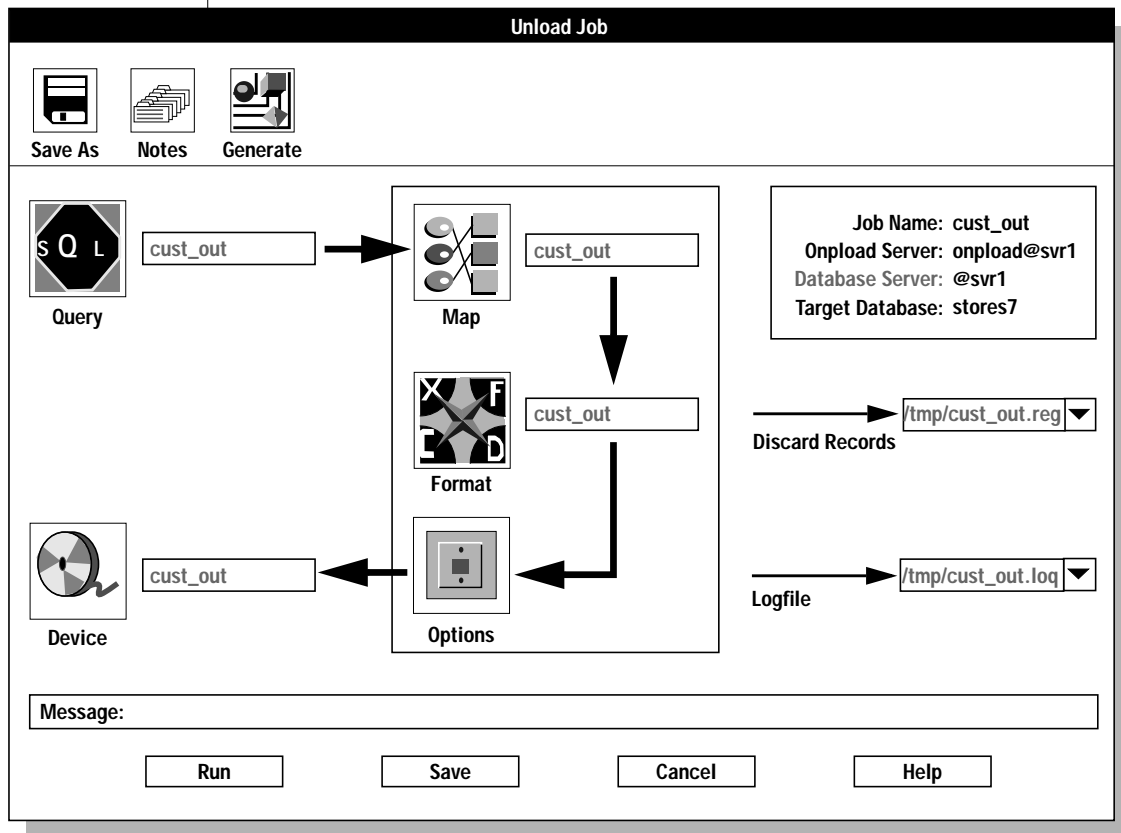 Unload Job
Save As
Notes
Generate
S Q L
cust_out
Query
cust_out
Map
Job Name: cust_out
Onpload Server: onpload@svr1
Database Server: @svr1
Target Database: stores7
X F C D
cust_out
Format
/tmp/cust_out.reg
Discard Records
cust_out
Device
Options
/tmp/cust_out.loq
Logfile
Message:
Run
Save
Cancel
Help